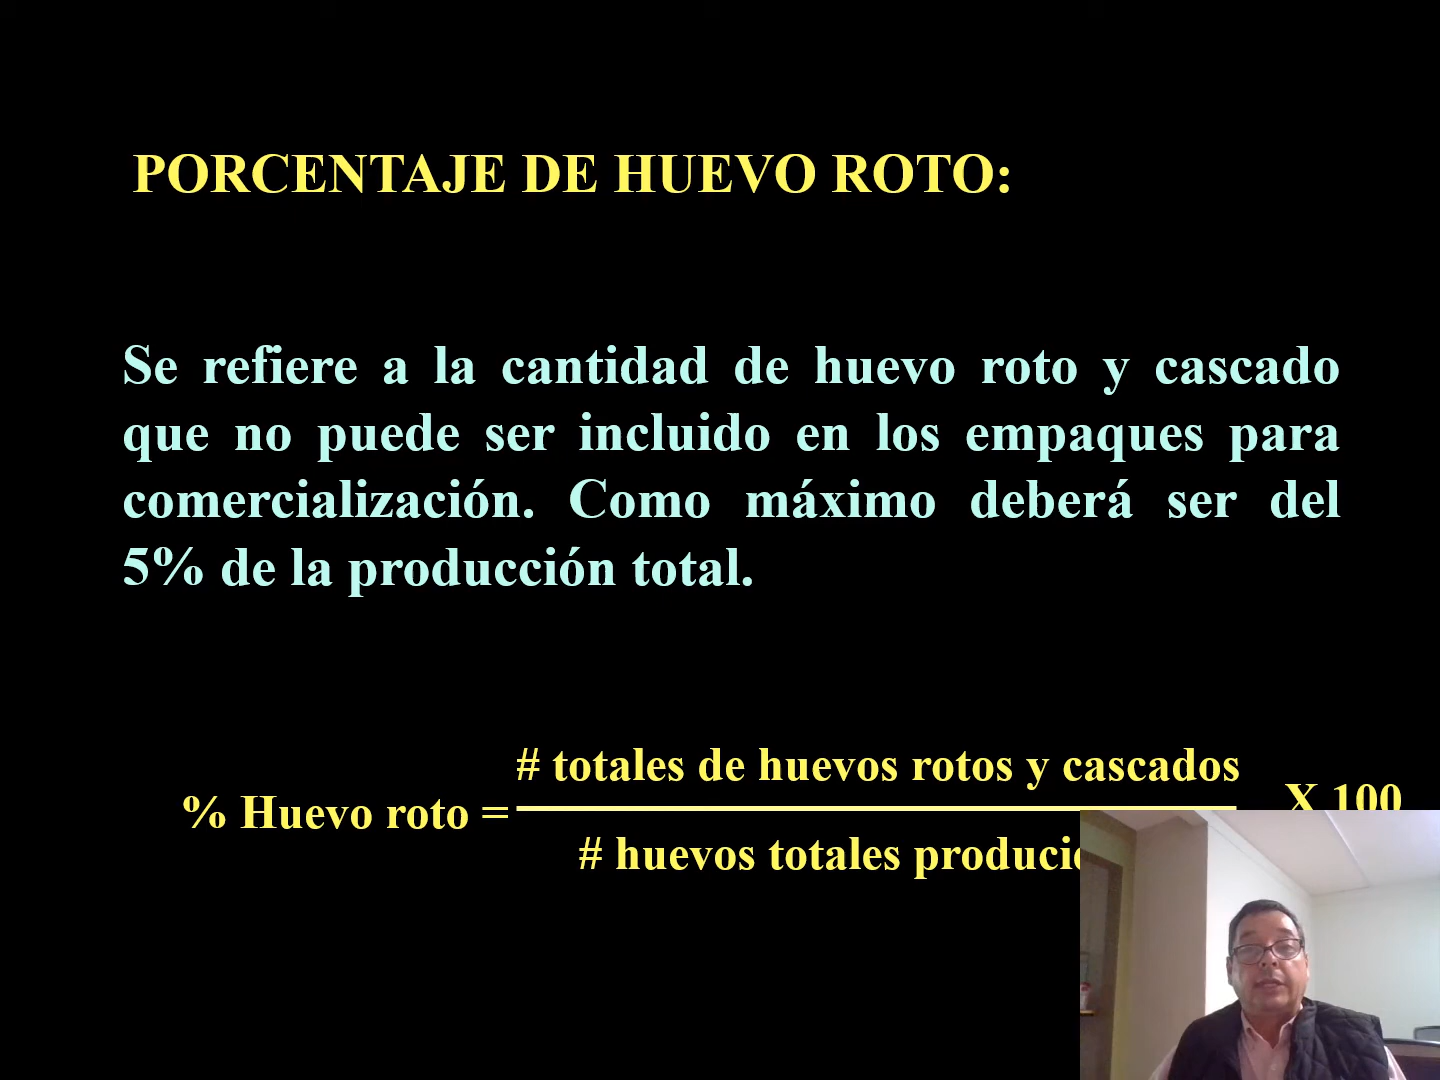 PORCENTAJE DE HUEVO ROTO:
Se refiere a la cantidad de huevo roto y cascado
que no puede ser incluido en los empaques para
comercialización. Como máximo deberá ser del
5% de la producción total.
# totales de huevos rotos y cascados
% Huevo roto = X 100
# huevos totales